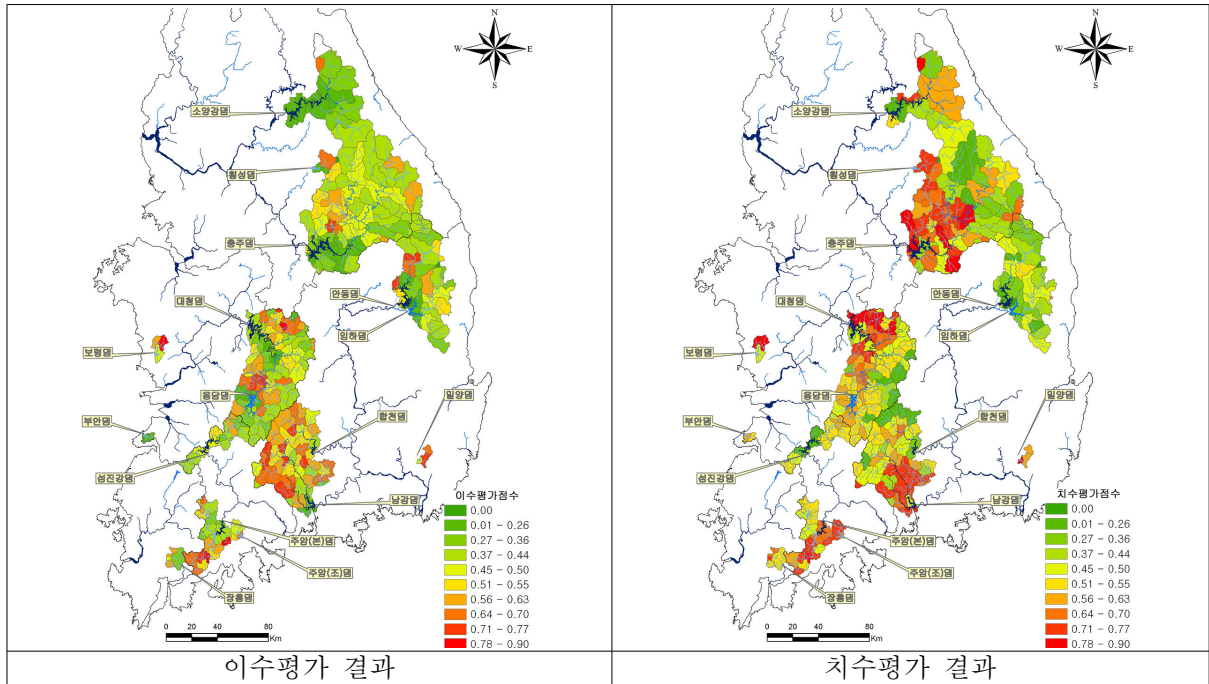 N
W
E
S
소양강댐
횡성댐
충주댐
안동댐
대청댐
임하댐
보령댐
용담댐
밀양댐
부안댐
합천댐
섬진강댐
남강댐
주암(본)댐
주암(조)댐
장흥댐
이수평가점수
0.00
0.01 - 0.26
0.27 - 0.36
0.37 - 0.44
0.45 - 0.50
0.51 - 0.55
0.56 - 0.63
0.64 - 0.70
0.71 - 0.77
0.78 - 0.90
0 20 40 80
Km
이수평가 결과
N
W
E
S
소양강댐
횡성댐
충주댐
안동댐
대청댐
임하댐
보령댐
용담댐
밀양댐
부안댐
합천댐
섬진강댐
남강댐
주암(본)댐
주암(조)댐
장흥댐
치수평가점수
0.00
0.01 - 0.26
0.27 - 0.36
0.37 - 0.44
0.45 - 0.50
0.51 - 0.55
0.56 - 0.63
0.64 - 0.70
0.71 - 0.77
0.78 - 0.90
0 20 40 80
Km
치수평가 결과